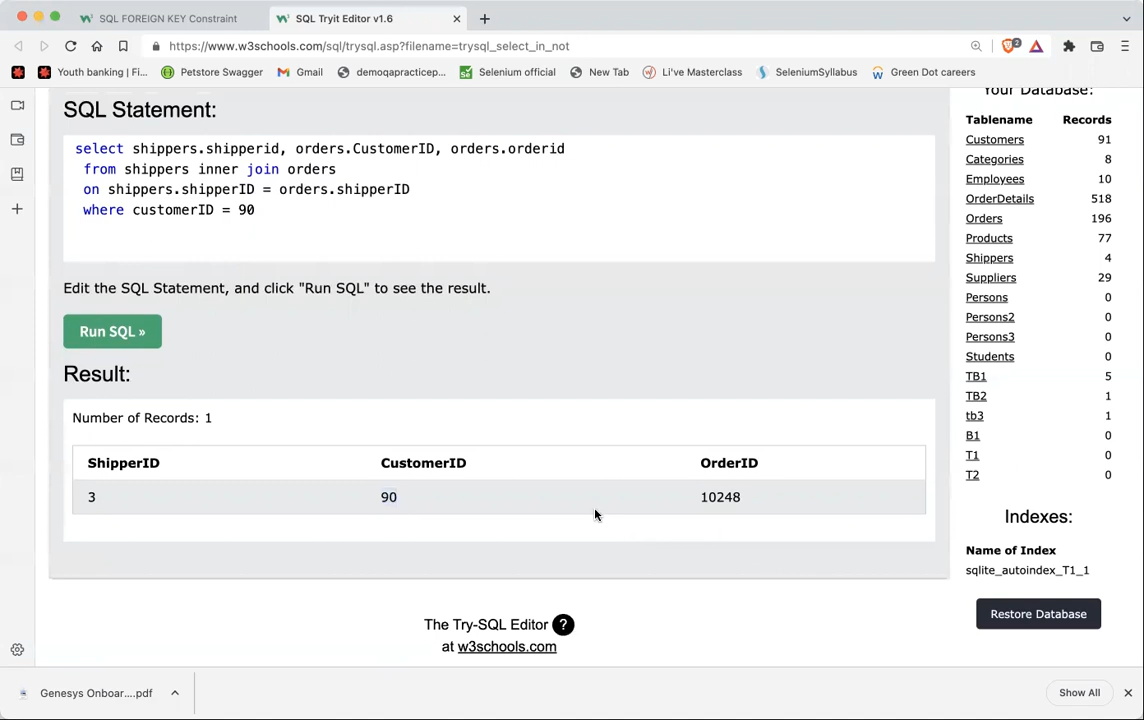 SQL FOREIGN KEY Constraint
SQL Tryit Editor v1.6
https://www.w3schools.com/sql/trysql.asp?filename=trysql_select_in_not
2
Youth banking | Fi...
Petstore Swagger
Gmail
demoqapracticep...
Selenium official
New Tab
Li've Masterclass
SeleniumSyllabus
Green Dot careers
SQL Statement:
select shippers.shipperid, orders.CustomerID, orders.orderid
from shippers inner join orders
on shippers.shipperID = orders.shipperID
where customerID = 90
Edit the SQL Statement, and click "Run SQL" to see the result.
Run SQL »
Result:
Number of Records: 1
ShipperID CustomerID OrderID
3 90 10248
The Try-SQL Editor ?
at w3schools.com
Your Database:
Tablename Records
Customers 91
Categories 8
Employees 10
OrderDetails 518
Orders 196
Products 77
Shippers 4
Suppliers 29
Persons 0
Persons2 0
Persons3 0
Students 0
TB1 5
TB2 1
tb3 1
B1 0
T1 0
T2 0
Indexes:
Name of Index
sqlite_autoindex_T1_1
Restore Database
Genesys Onboar....pdf
Show All